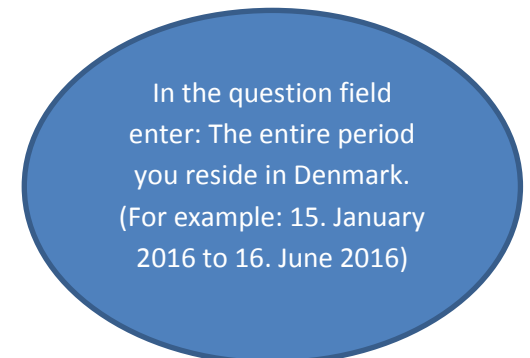 In the question field
enter: The entire period
you reside in Denmark.
(For example: 15. January
2016 to 16. June 2016)